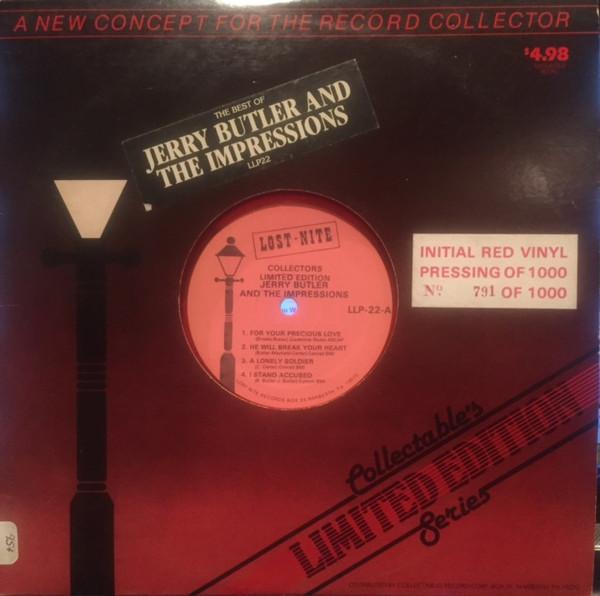 A NEW CONCEPT FOR THE RECORD COLLECTOR
$4.98
THE BEST OF
JERRY BUTLER AND
THE IMPRESSIONS
LLP22
LOST-NITE
COLLECTORS
LIMITED EDITION
JERRY BUTLER
AND THE IMPRESSIONS
LLP-22-A
1. FOR YOUR PRECIOUS LOVE
2. HE WILL BREAK YOUR HEART
3. A LONELY SOLDIER
4. I STAND ACCUSED
INITIAL RED VINYL
PRESSING OF 1000
No. 791 OF 1000
Collectable's
LIMITED EDITION
Series
954